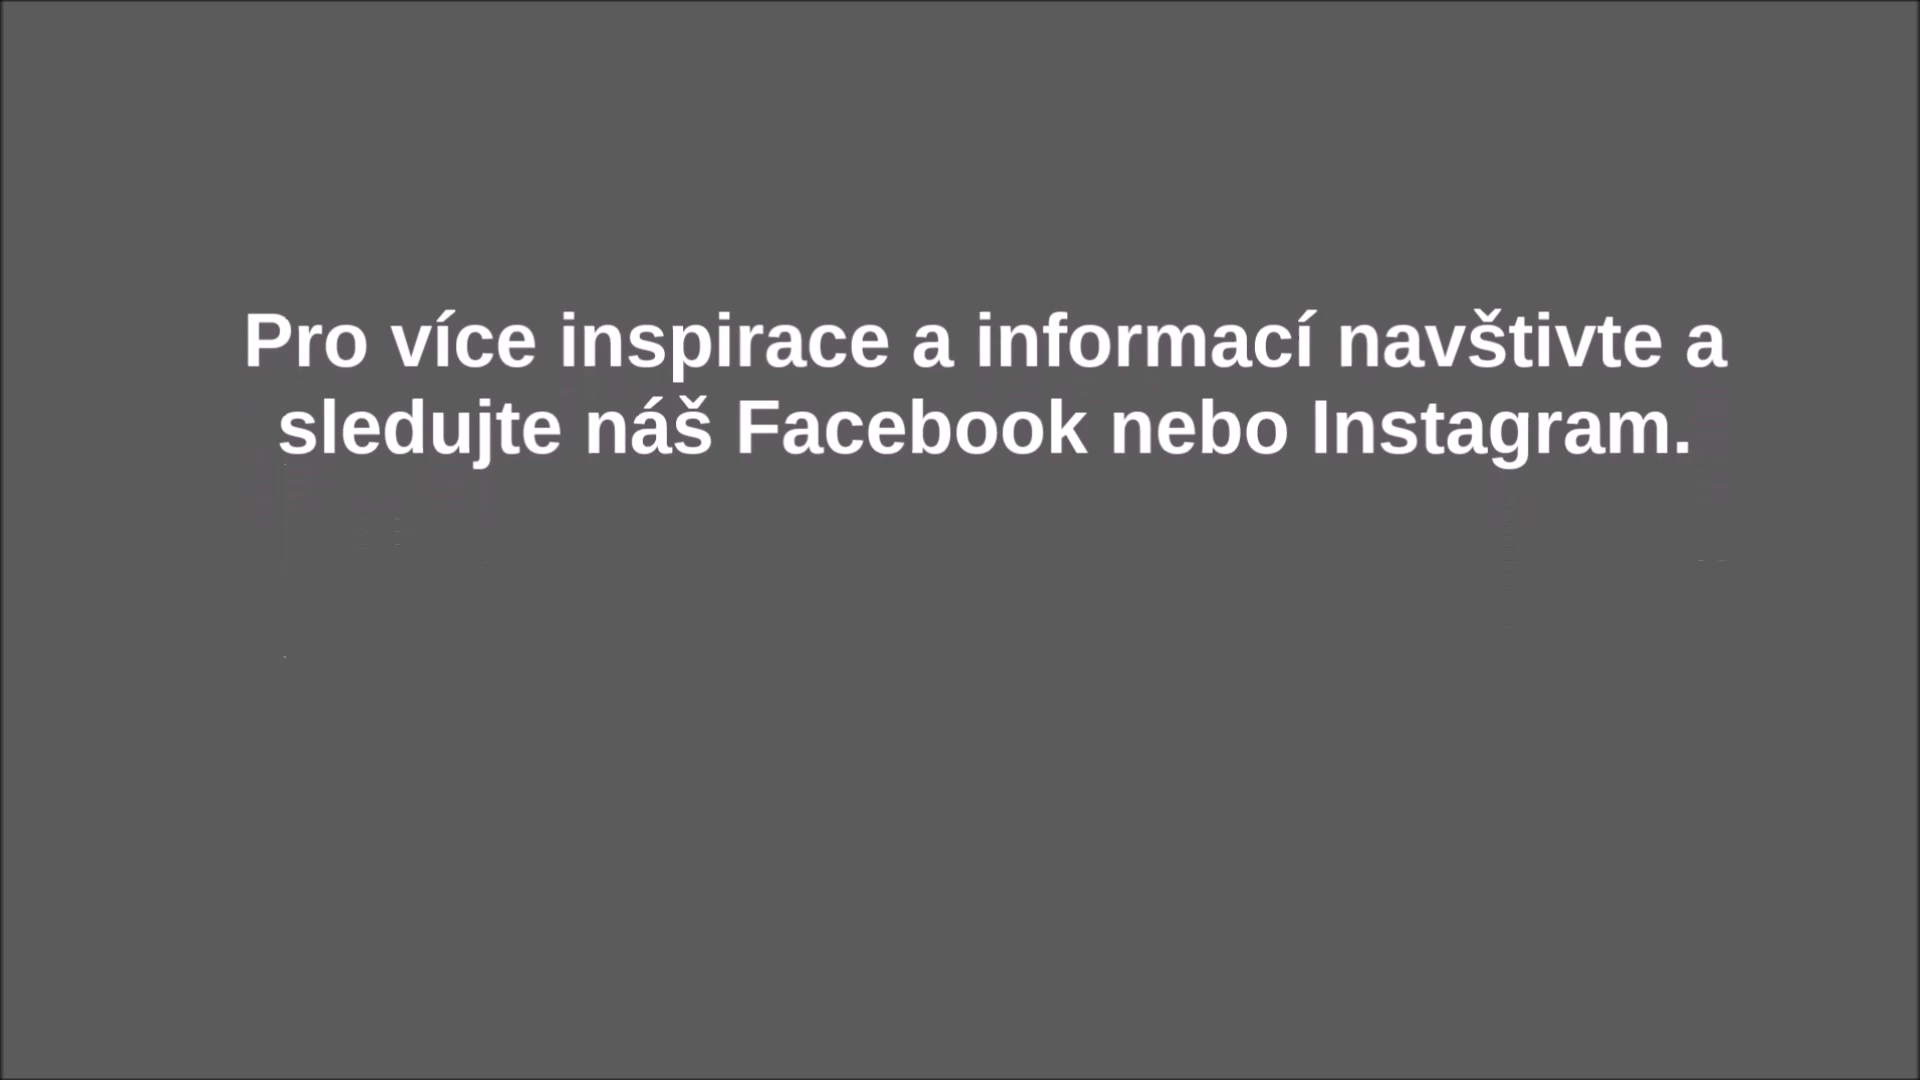 Pro více inspirace a informací navštivte a
sledujte náš Facebook nebo Instagram.